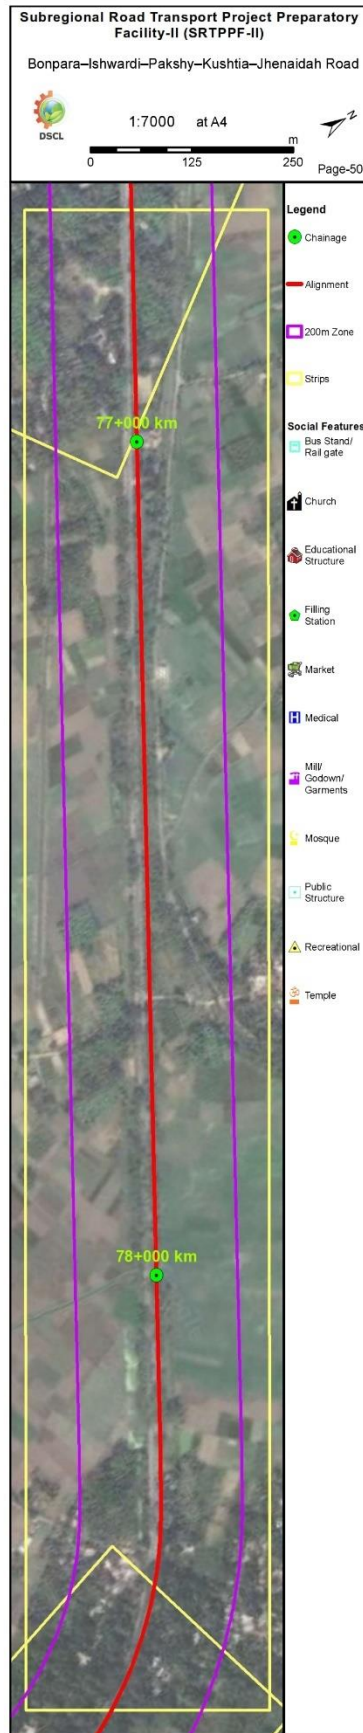 Subregional Road Transport Project Preparatory
Facility-II (SRTPPF-II)
Bonpara–Ishwardi–Pakshy–Kushtia–Jhenaidah Road
DSCL
1:7000 at A4
Z
m
0 125 250
Page-50
Legend
Chainage
Alignment
200m Zone
Strips
Social Features
Bus Stand/
Rail gate
Church
Educational
Structure
Filling
Station
Market
Medical
Mill/
Godown/
Garments
Mosque
Public
Structure
Recreational
Temple
77+000 km
78+000 km